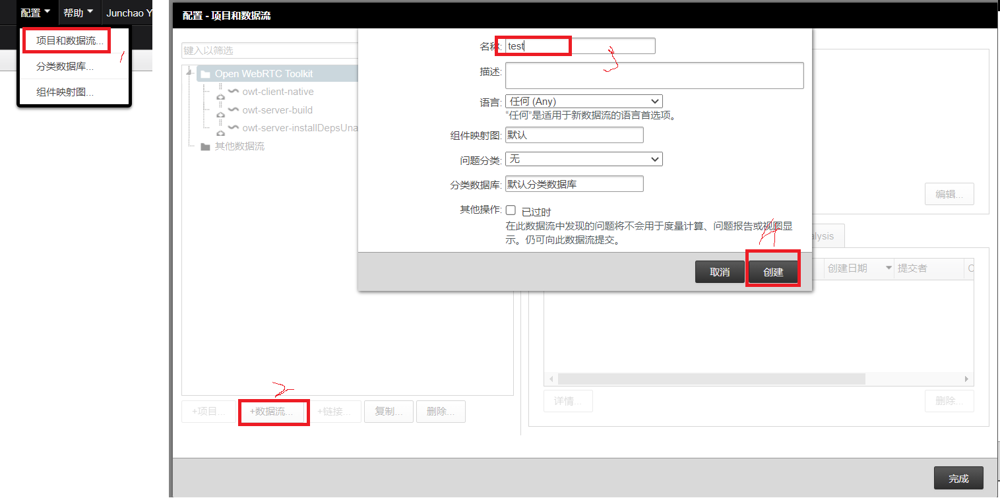 配置 帮助 Junchao Y
项目和数据流...
1
分类数据库...
组件映射图...
配置 - 项目和数据流
键入以筛选
Open WebRTC Toolkit
owt-client-native
owt-server-build
owt-server-installDepsUna
其他数据流
名称: test
3
描述:
语言: 任何 (Any)
“任何”是适用于新数据流的语言首选项。
组件映射图: 默认
问题分类: 无
分类数据库: 默认分类数据库
其他操作: 已过时
在此数据流中发现的问题将不会用于度量计算、问题报告或视图显
示。仍可向此数据流提交。
4
取消 创建
编辑...
alysis
创建日期 提交者 C
2
+项目... +数据流... +链接... 复制... 删除...
详情... 删除...
完成